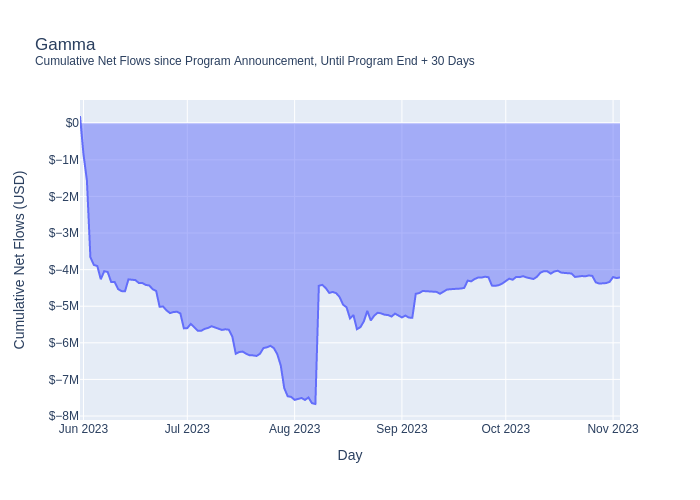 Gamma
Cumulative Net Flows since Program Announcement, Until Program End + 30 Days
Cumulative Net Flows (USD)
$0
$−1M
$−2M
$−3M
$−4M
$−5M
$−6M
$−7M
$−8M
Jun 2023 Jul 2023 Aug 2023 Sep 2023 Oct 2023 Nov 2023
Day